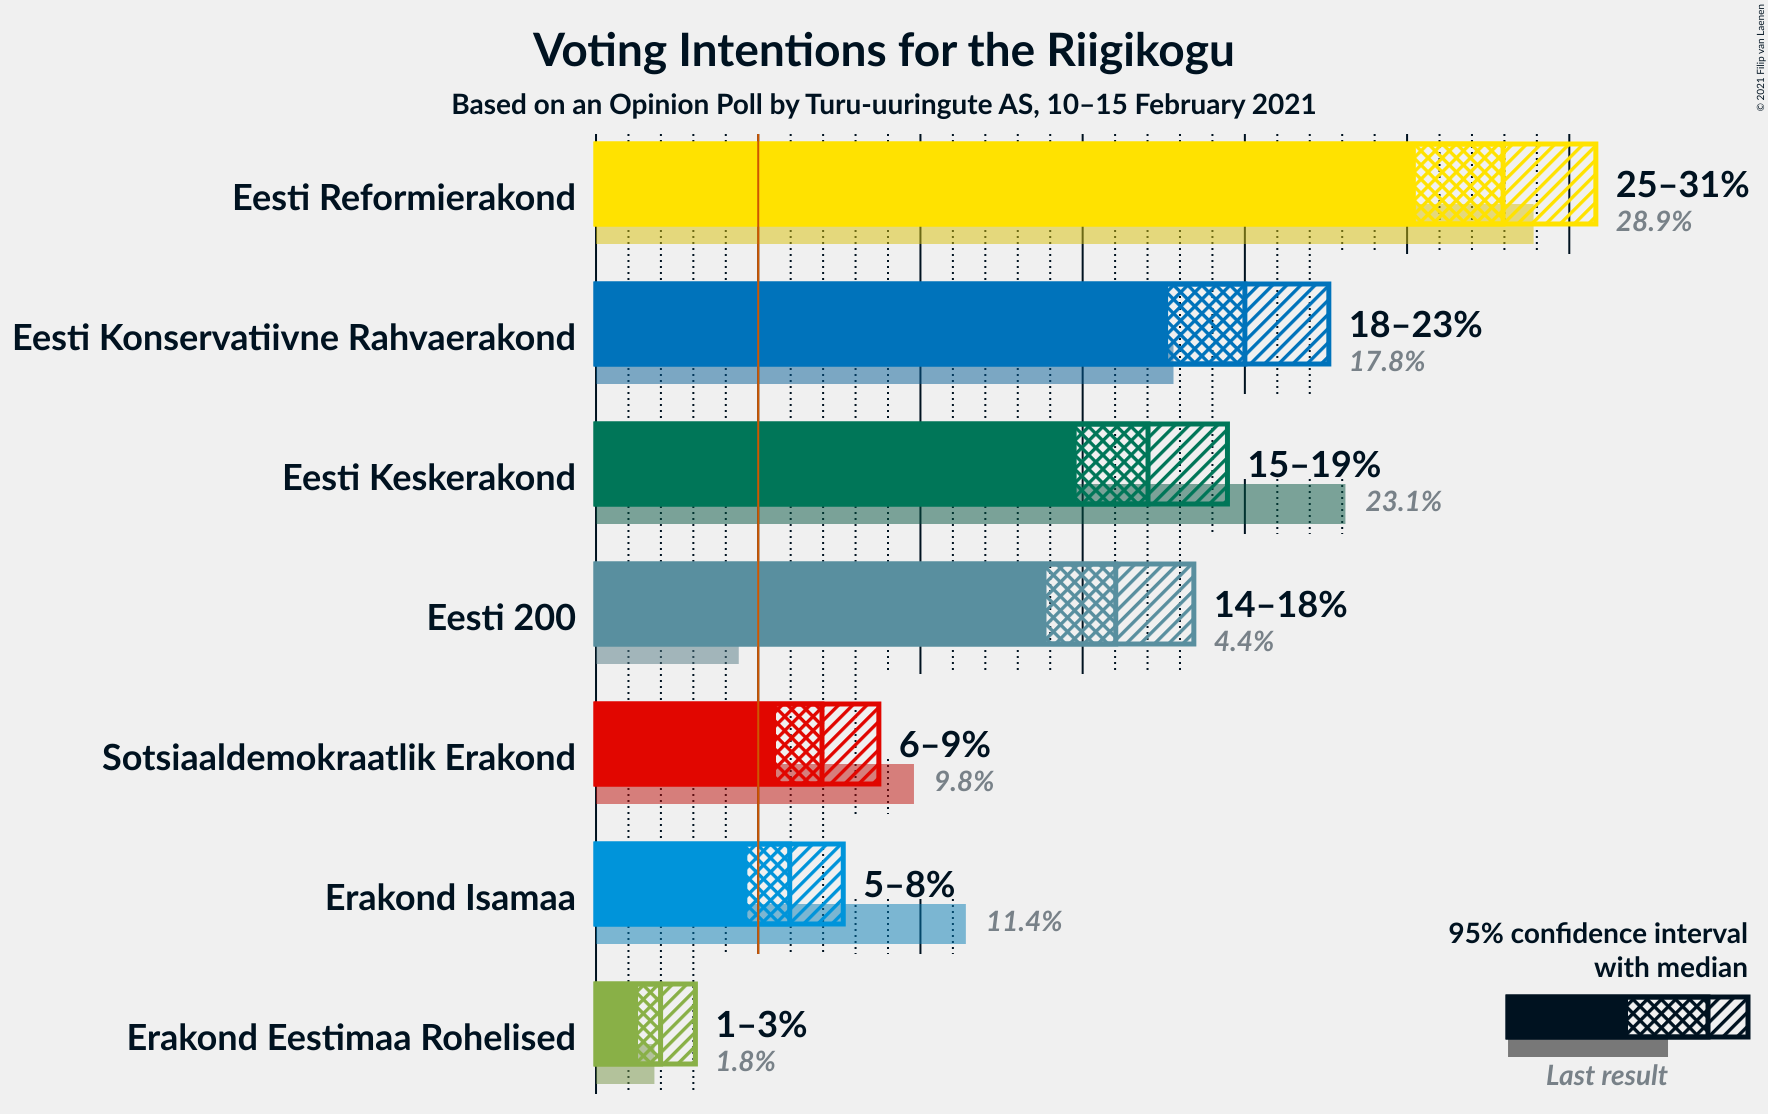 Voting Intentions for the Riigikogu
Based on an Opinion Poll by Turu-uuringute AS, 10–15 February 2021
© 2021 Filip van Laenen
Eesti Reformierakond
25–31%
28.9%
Eesti Konservatiivne Rahvaerakond
18–23%
17.8%
Eesti Keskerakond
15–19%
23.1%
Eesti 200
14–18%
4.4%
Sotsiaaldemokraatlik Erakond
6–9%
9.8%
Erakond Isamaa
5–8%
11.4%
Erakond Eestimaa Rohelised
1–3%
1.8%
95% confidence interval
with median
Last result